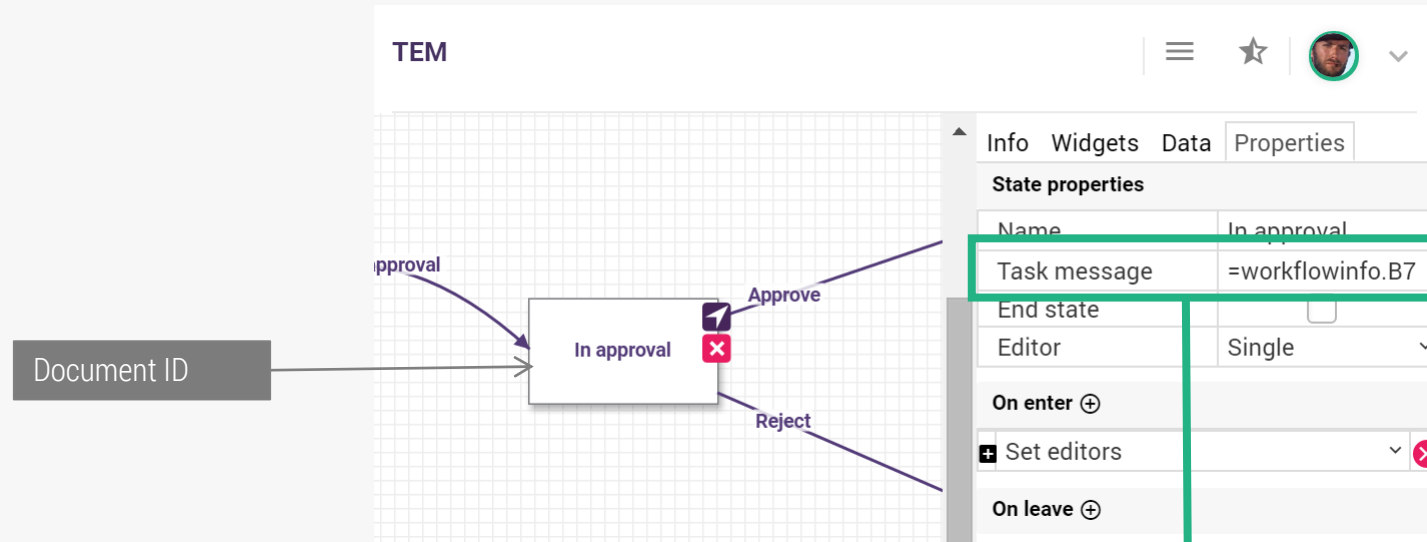 TEM
Info Widgets Data Properties
State properties
Name In approval
Task message =workflowinfo.B7
End state
Editor Single
On enter
Set editors
On leave
approval
Approve
In approval
Reject
Document ID